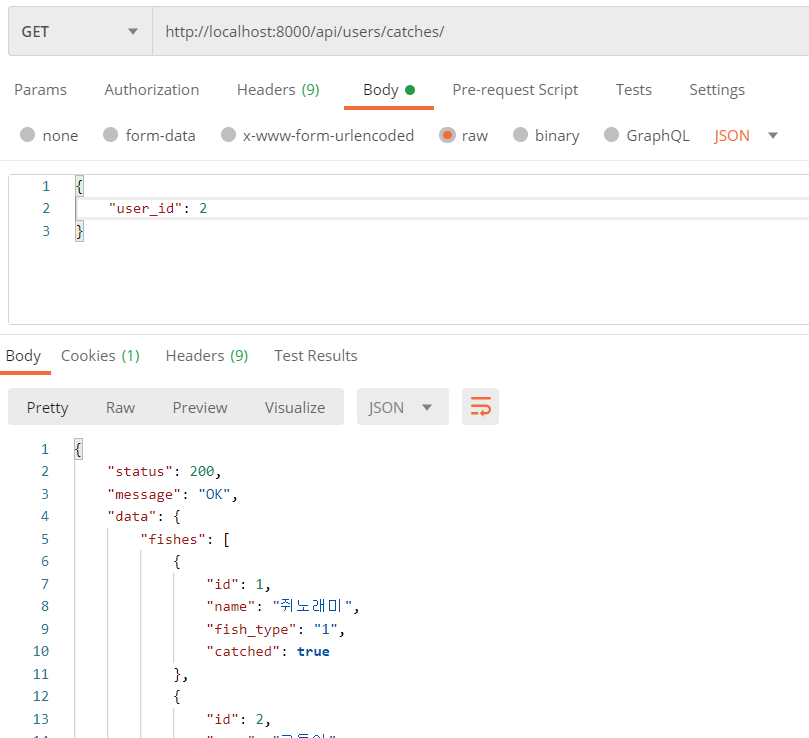 GET http://localhost:8000/api/users/catches/
Params Authorization Headers (9) Body Pre-request Script Tests Settings
none form-data x-www-form-urlencoded raw binary GraphQL JSON
1 {
2 "user_id": 2
3 }
Body Cookies (1) Headers (9) Test Results
Pretty Raw Preview Visualize JSON
1 {
2 "status": 200,
3 "message": "OK",
4 "data": {
5 "fishes": [
6 {
7 "id": 1,
8 "name": "쥐노래미",
9 "fish_type": "1",
10 "catched": true
11 },
12 {
13 "id": 2,